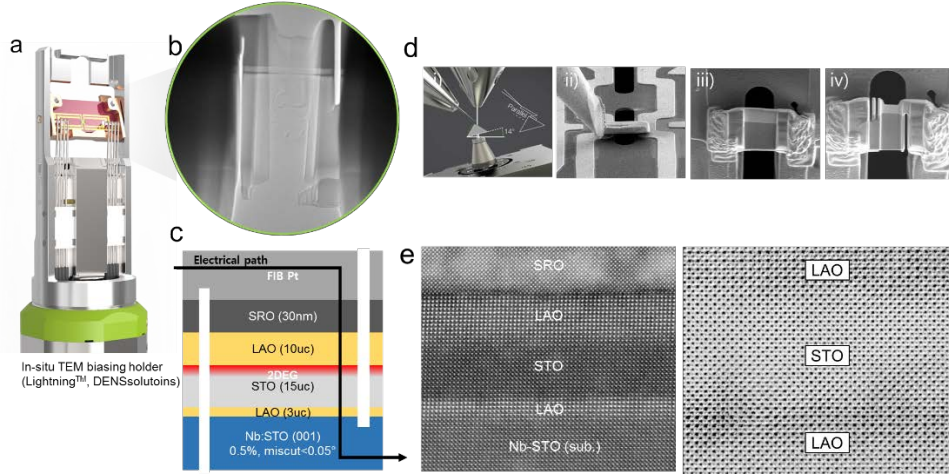 a
In-situ TEM biasing holder
(Lightning™, DENSsolutoins)
b
c
Electrical path
FIB Pt
SRO (30nm)
LAO (10uc)
2DEG
STO (15uc)
LAO (3uc)
Nb:STO (001)
0.5%, miscut<0.05°
d
i)
Parallel
14°
ii)
iii)
iv)
e
SRO
LAO
STO
LAO
Nb-STO (sub.)
LAO
STO
LAO